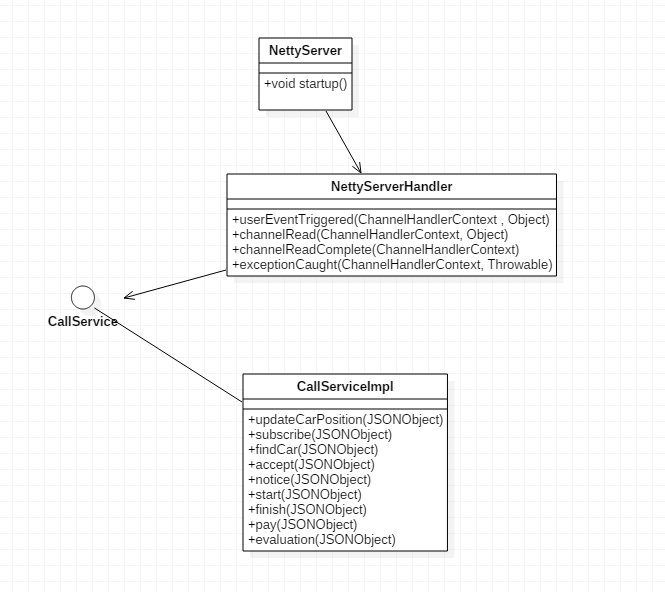 NettyServer
+void startup()
NettyServerHandler
+userEventTriggered(ChannelHandlerContext , Object)
+channelRead(ChannelHandlerContext, Object)
+channelReadComplete(ChannelHandlerContext)
+exceptionCaught(ChannelHandlerContext, Throwable)
CallService
CallServiceImpl
+updateCarPosition(JSONObject)
+subscribe(JSONObject)
+findCar(JSONObject)
+accept(JSONObject)
+notice(JSONObject)
+start(JSONObject)
+finish(JSONObject)
+pay(JSONObject)
+evaluation(JSONObject)